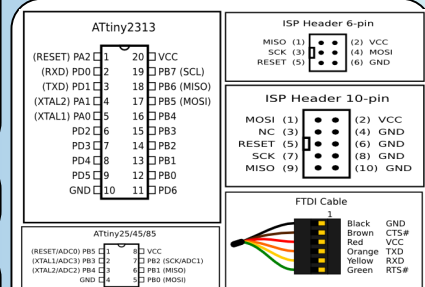 ATtiny2313
(RESET) PA2 1 20 VCC
(RXD) PD0 2 19 PB7 (SCL)
(TXD) PD1 3 18 PB6 (MISO)
(XTAL2) PA1 4 17 PB5 (MOSI)
(XTAL1) PA0 5 16 PB4
PD2 6 15 PB3
PD3 7 14 PB2
PD4 8 13 PB1
PD5 9 12 PB0
GND 10 11 PD6
ISP Header 6-pin
MISO (1) (2) VCC
SCK (3) (4) MOSI
RESET (5) (6) GND
ISP Header 10-pin
MOSI (1) (2) VCC
NC (3) (4) GND
RESET (5) (6) GND
SCK (7) (8) GND
MISO (9) (10) GND
ATtiny25/45/85
(RESET/ADC0) PB5 1 8 VCC
(XTAL1/ADC3) PB3 2 7 PB2 (SCK/ADC1)
(XTAL2/ADC2) PB4 3 6 PB1 (MISO)
GND 4 5 PB0 (MOSI)
FTDI Cable
1
Black GND
Brown CTS#
Red VCC
Orange TXD
Yellow RXD
Green RTS#